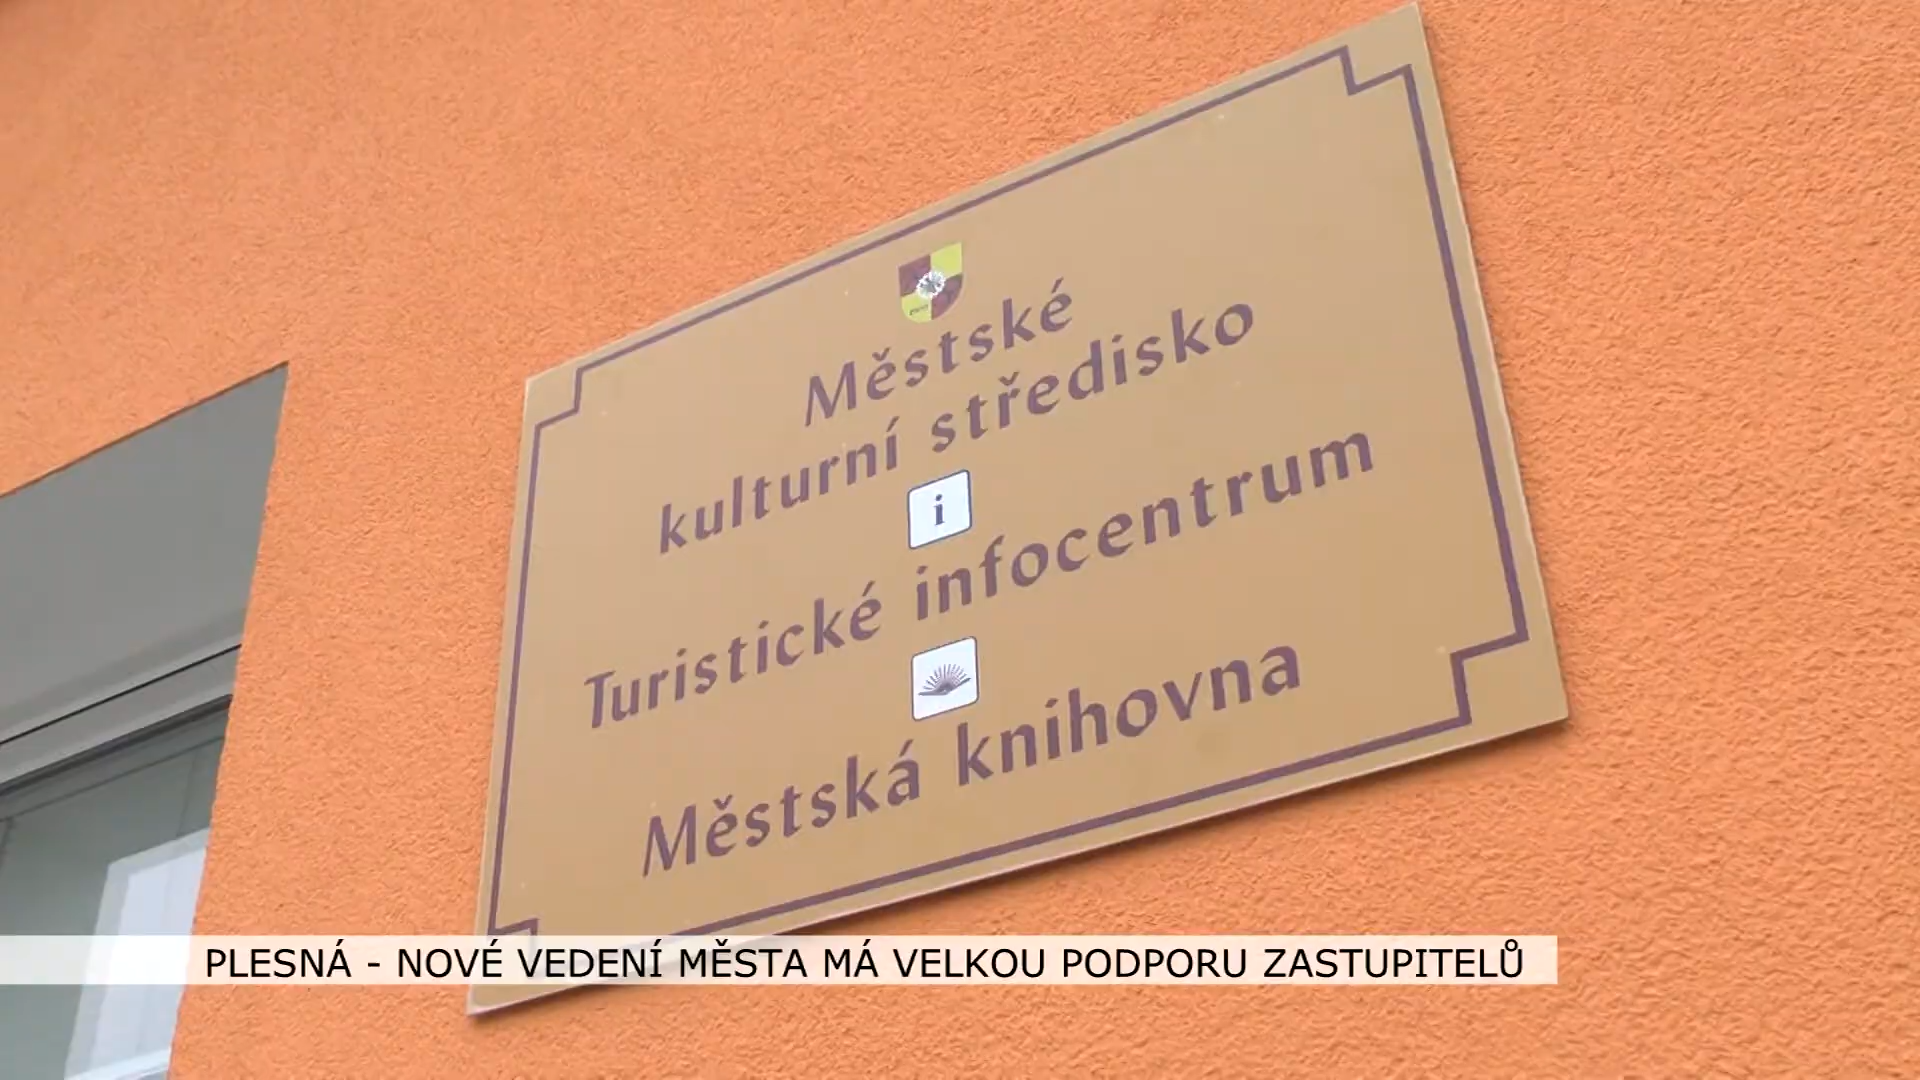 Městské
kulturní středisko
i
Turistické infocentrum
Městská knihovna
PLESNÁ - NOVÉ VEDENÍ MĚSTA MÁ VELKOU PODPORU ZASTUPITELŮ